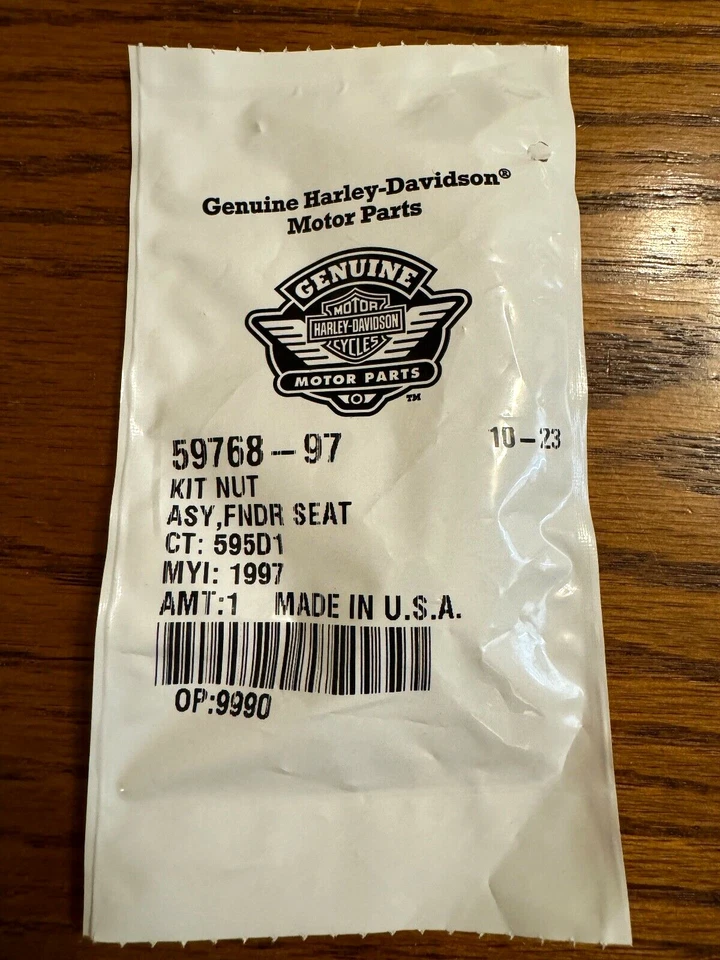 Genuine Harley-Davidson®
Motor Parts
GENUINE
MOTOR
HARLEY-DAVIDSON
CYCLES
MOTOR PARTS
™
59768-97 10-23
KIT NUT
ASY,FNDR SEAT
CT: 595D1
MYI: 1997
AMT:1 MADE IN U.S.A.
OP:9990